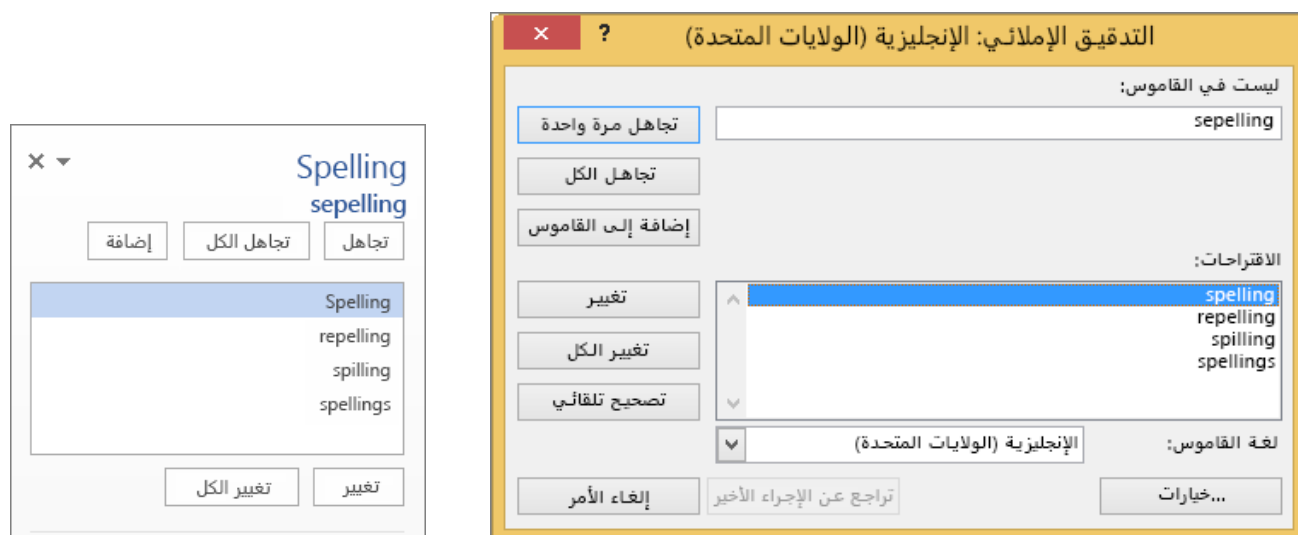 Spelling
sepelling
تجاهل تجاهل الكل إضافة
Spelling
repelling
spilling
spellings
تغيير تغيير الكل
التدقيق الإملائي: الإنجليزية (الولايات المتحدة) ?
ليست في القاموس:
sepelling تجاهل مرة واحدة
تجاهل الكل
إضافة إلى القاموس
الاقتراحات:
spelling تغيير
repelling
spilling تغيير الكل
spellings
تصحيح تلقائي
لغة القاموس: الإنجليزية (الولايات المتحدة)
خيارات... تراجع عن الإجراء الأخير إلغاء الأمر